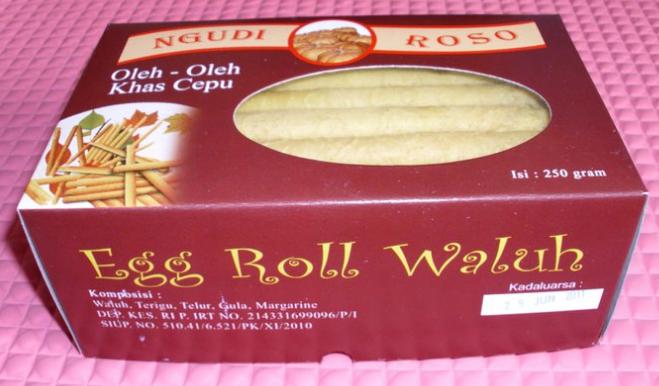 NGUDI ROSO
Oleh - Oleh
Khas Cepu
Isi : 250 gram
Egg Roll Waluh
Komposisi :
Waluh, Terigu, Telur, Gula, Margarine
DEP. KES. RI P. IRT NO. 214331699096/P/I
SIUP. NO. 510.41/6.521/PK/XI/2010
Kadaluarsa :
JUN